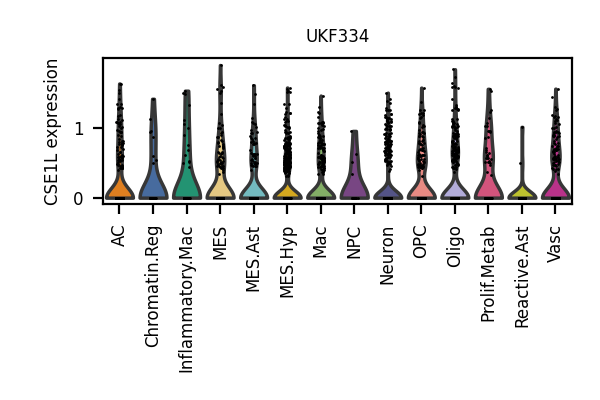 UKF334
CSE1L expression
1
0
AC
Chromatin.Reg
Inflammatory.Mac
MES
MES.Ast
MES.Hyp
Mac
NPC
Neuron
OPC
Oligo
Prolif.Metab
Reactive.Ast
Vasc